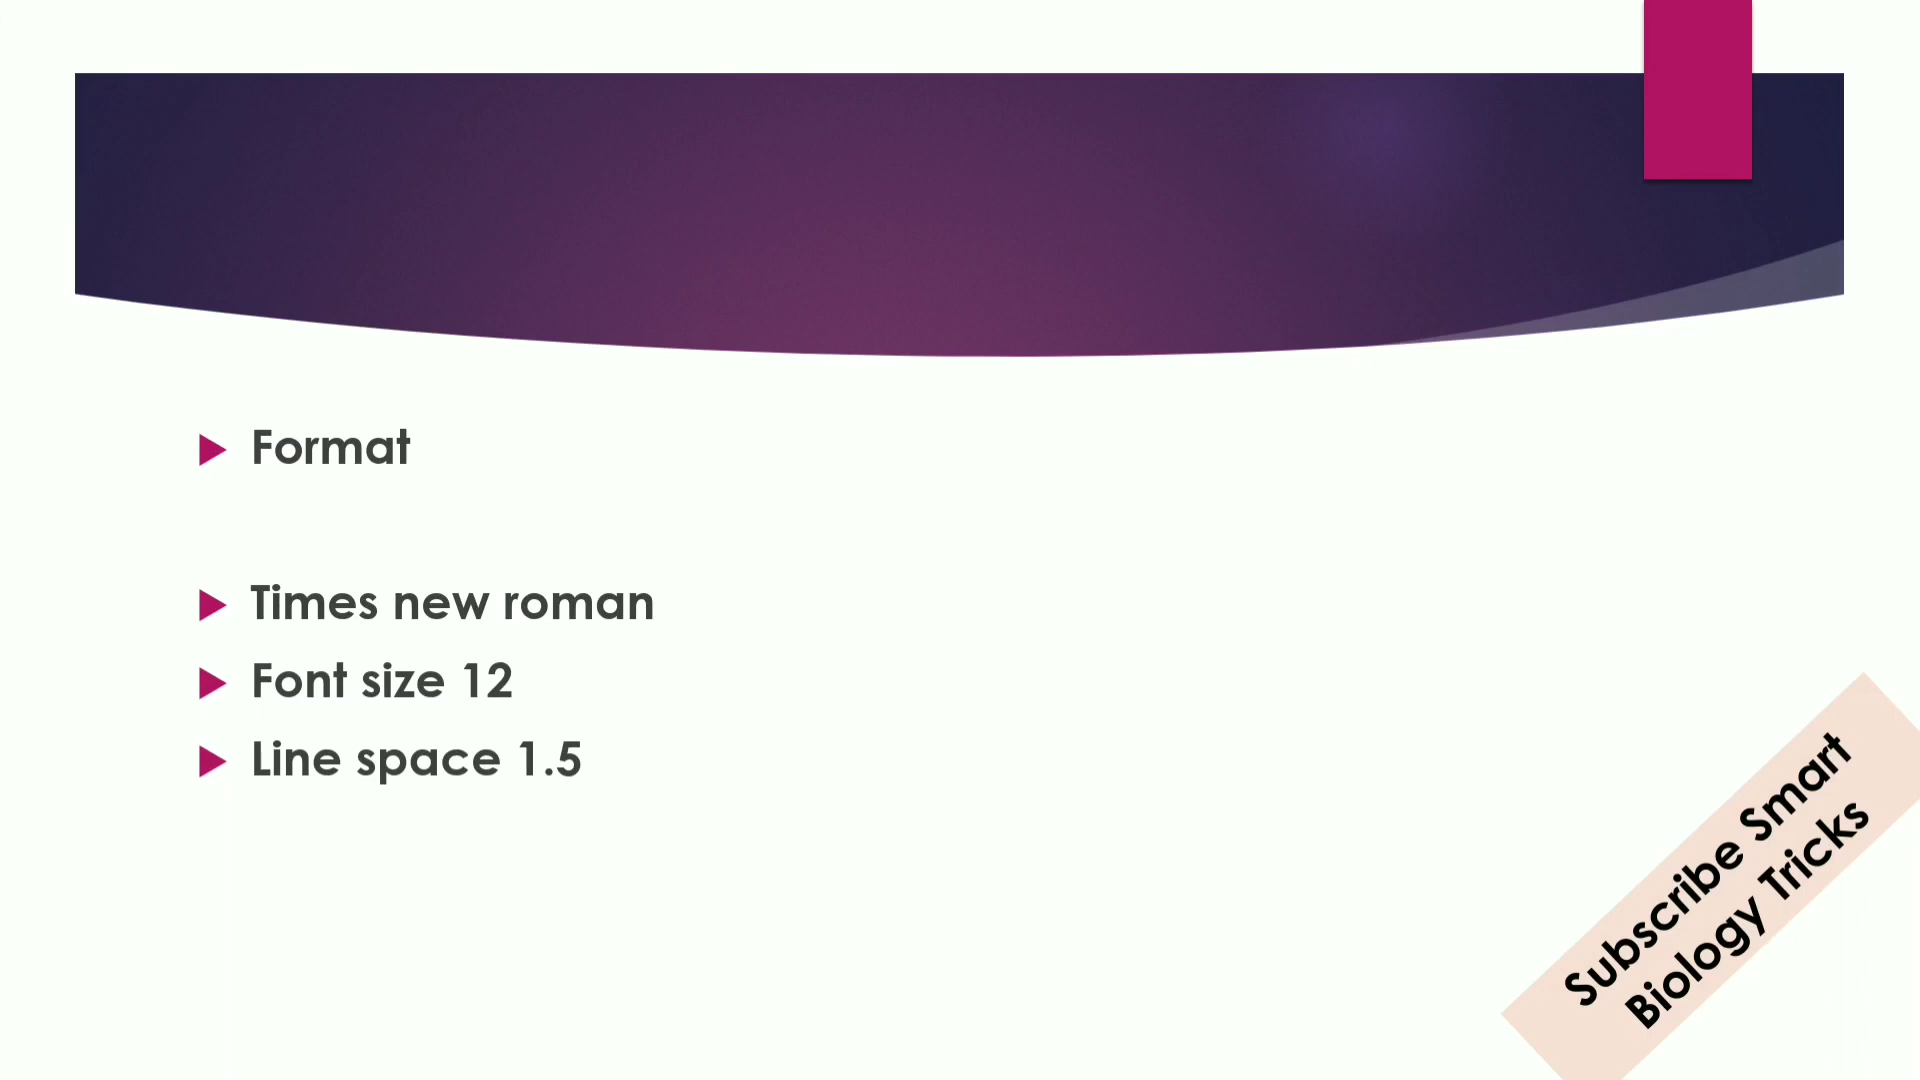 Format
Times new roman
Font size 12
Line space 1.5
Subscribe Smart
Biology Tricks